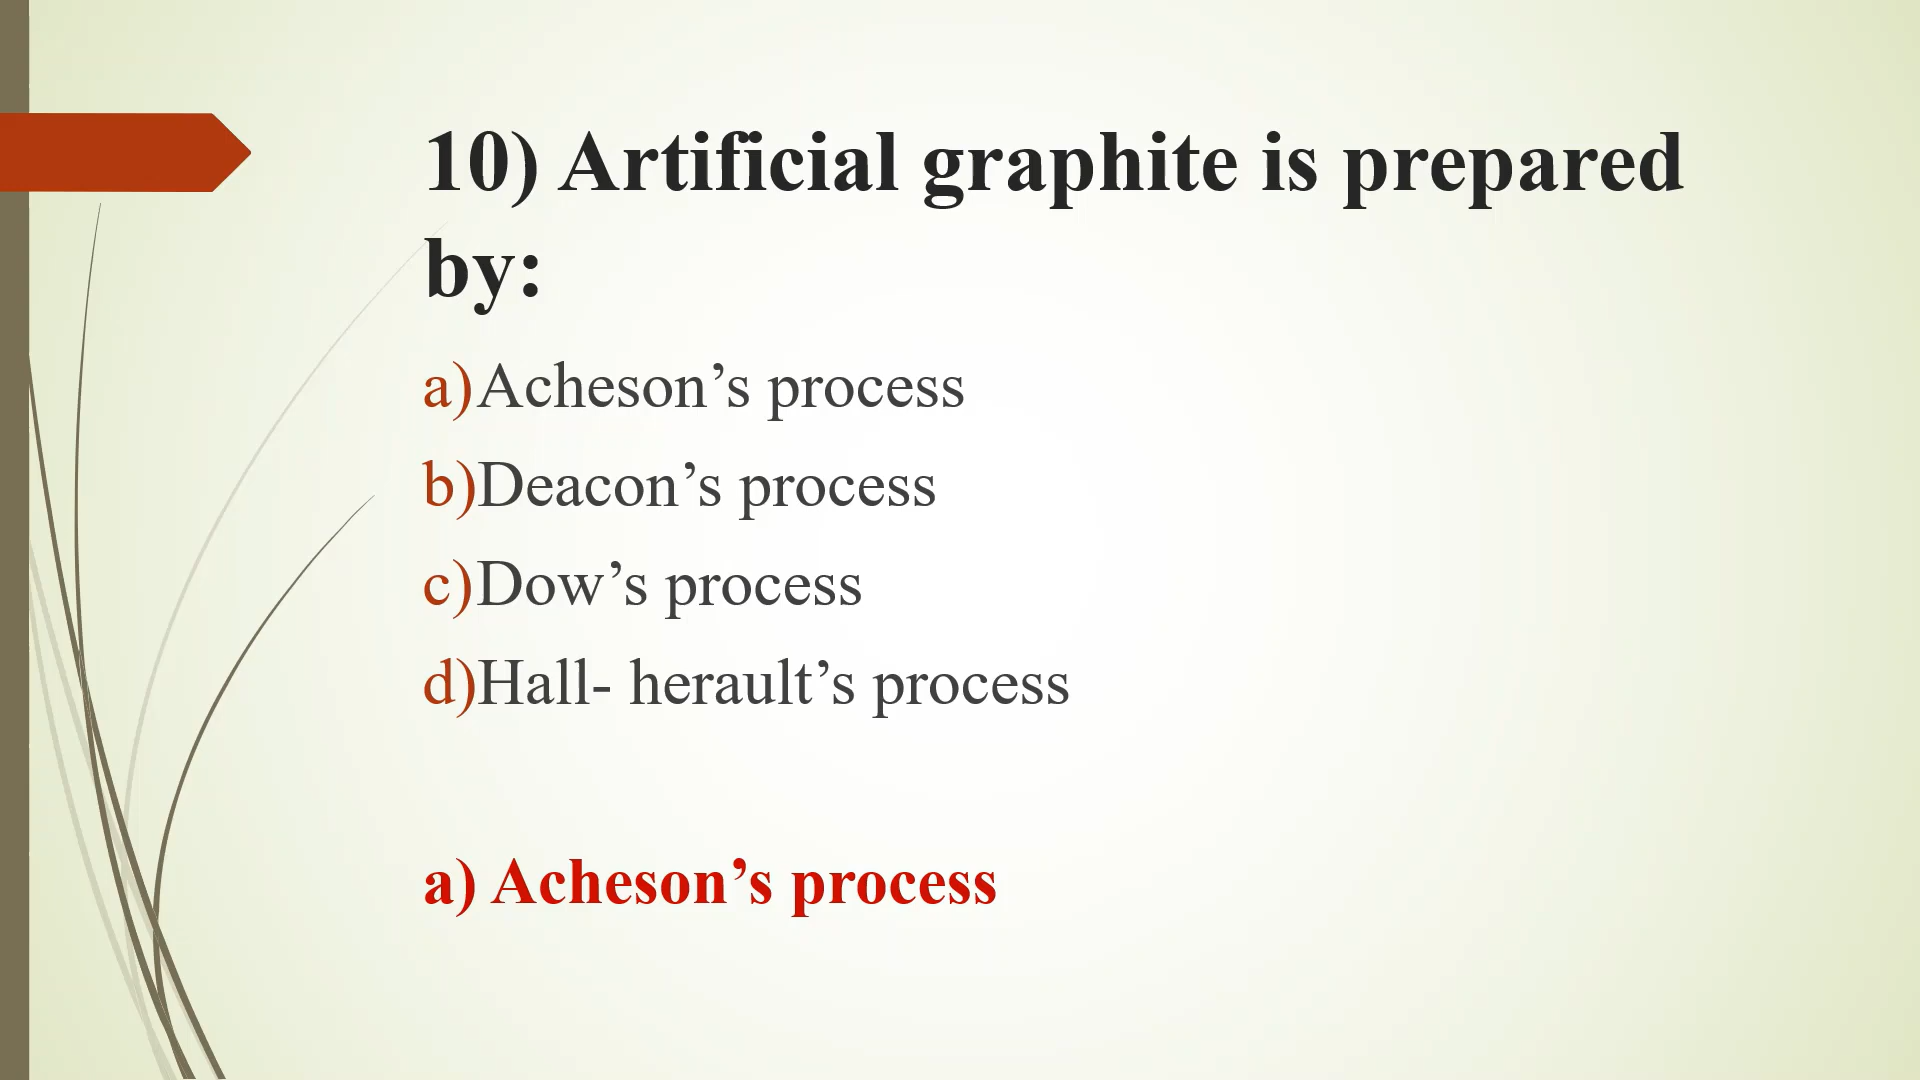 10) Artificial graphite is prepared
by:
a)Acheson’s process
b)Deacon’s process
c)Dow’s process
d)Hall- herault’s process
a) Acheson’s process